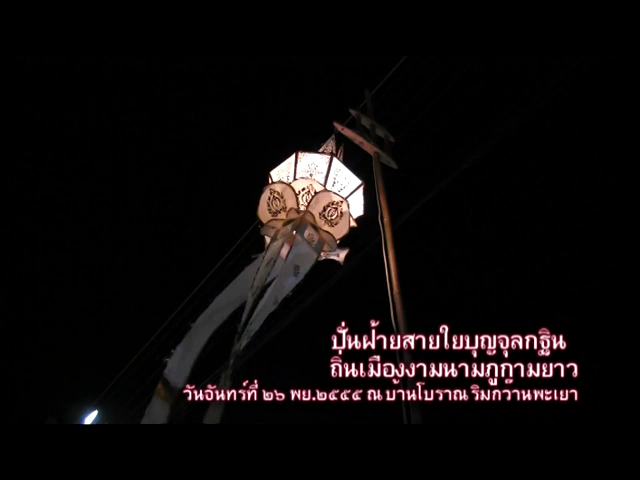 ปั่นฝ้ายสายใยบุญจุลกฐิน
ถิ่นเมืองงามนามภูกามยาว
วันจันทร์ที่ ๒๖ พย.๒๕๕๕ ณ บ้านโบราณ ริมกว๊านพะเยา